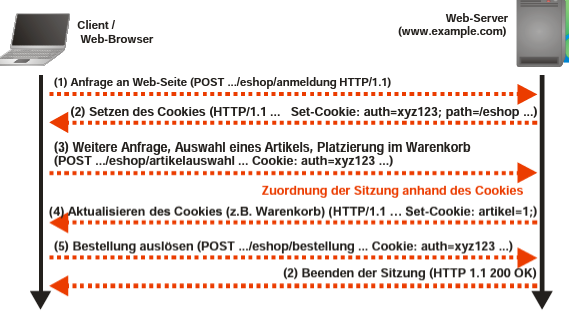 Client /
Web-Browser
Web-Server
(www.example.com)
(1) Anfrage an Web-Seite (POST .../eshop/anmeldung HTTP/1.1)
(2) Setzen des Cookies (HTTP/1.1 ... Set-Cookie: auth=xyz123; path=/eshop ...)
(3) Weitere Anfrage, Auswahl eines Artikels, Platzierung im Warenkorb
(POST .../eshop/artikelauswahl ... Cookie: auth=xyz123 ...)
Zuordnung der Sitzung anhand des Cookies
(4) Aktualisieren des Cookies (z.B. Warenkorb) (HTTP/1.1 ... Set-Cookie: artikel=1;)
(5) Bestellung auslösen (POST .../eshop/bestellung ... Cookie: auth=xyz123 ...)
(2) Beenden der Sitzung (HTTP 1.1 200 OK)